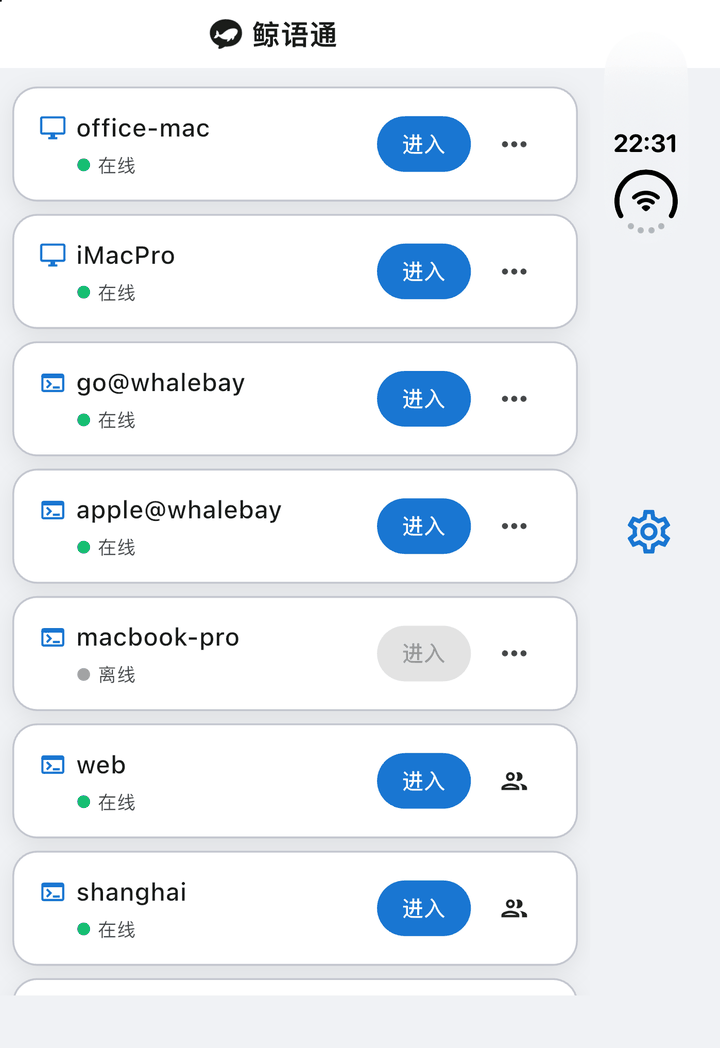 鲸语通
22:31
office-mac
在线
进入
iMacPro
在线
进入
go@whalebay
在线
进入
apple@whalebay
在线
进入
macbook-pro
离线
进入
web
在线
进入
shanghai
在线
进入